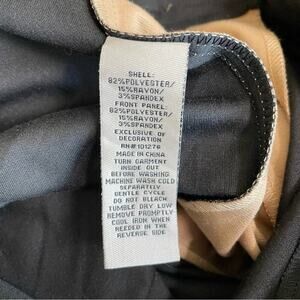 SHELL:
82%POLYESTER/
15%RAYON/
3%SPANDEX
FRONT PANEL:
82%POLYESTER/
15%RAYON/
3%SPANDEX
EXCLUSIVE OF
DECORATION
RN#101276
MADE IN CHINA
TURN GARMENT
INSIDE OUT
BEFORE WASHING
MACHINE WASH COLD
SEPARATELY
GENTLE CYCLE
DO NOT BLEACH
TUMBLE DRY LOW
REMOVE PROMPTLY
COOL IRON WHEN
NEEDED IN THE
REVERSE SIDE